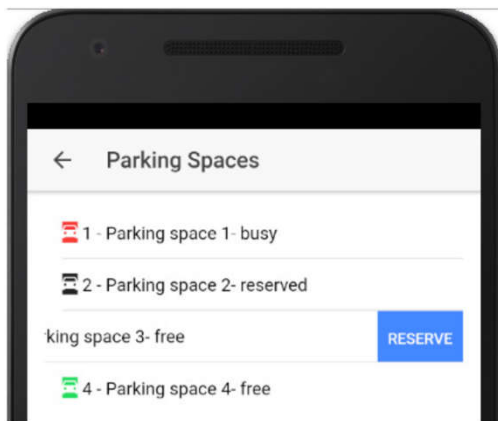 Parking Spaces
1 - Parking space 1- busy
2 - Parking space 2- reserved
king space 3- free RESERVE
4 - Parking space 4- free